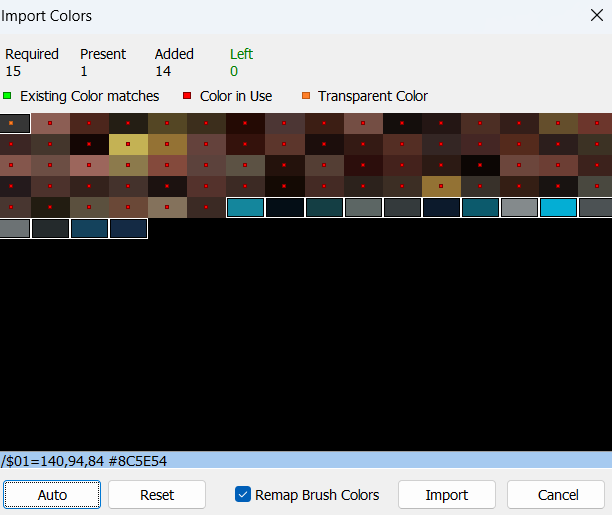 Import Colors
Required Present Added Left
15 1 14 0
Existing Color matches Color in Use Transparent Color
/$01=140,94,84 #8C5E54
Auto Reset Remap Brush Colors Import Cancel